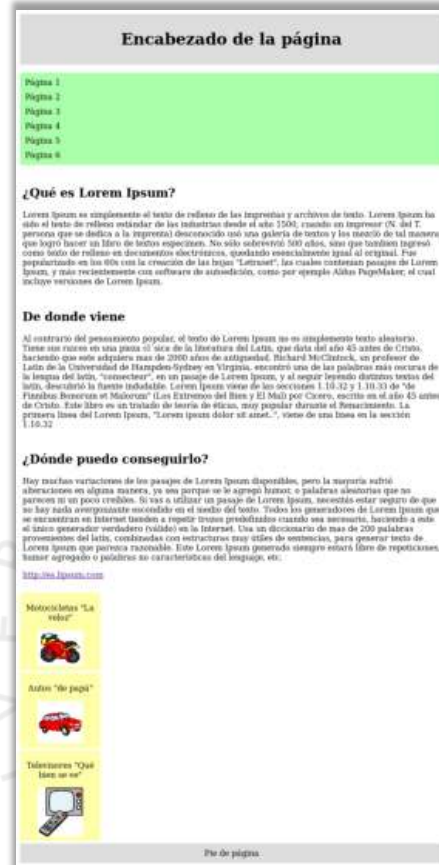 Encabezado de la página
Página 1
Página 2
Página 3
Página 4
Página 5
Página 6
¿Qué es Lorem Ipsum?
Lorem Ipsum es simplemente el texto de relleno de las imprentas y archivos de texto. Lorem Ipsum ha
sido el texto de relleno estándar de las industrias desde el año 1500, cuando un impresor (N. del T.
persona que se dedica a la imprenta) desconocido usó una galería de textos y los mezcló de tal manera
que logró hacer un libro de textos especimen. No sólo sobrevivió 500 años, sino que tambien ingresó
como texto de relleno en documentos electrónicos, quedando esencialmente igual al original. Fue
popularizado en los 60s con la creación de las hojas "Letraset", las cuales contenian pasajes de Lorem
Ipsum, y más recientemente con software de autoedición, como por ejemplo Aldus PageMaker, el cual
incluye versiones de Lorem Ipsum.
De donde viene
Al contrario del pensamiento popular, el texto de Lorem Ipsum no es simplemente texto aleatorio.
Tiene sus raices en una pieza cl´sica de la literatura del Latin, que data del año 45 antes de Cristo,
haciendo que este adquiera mas de 2000 años de antiguedad. Richard McClintock, un profesor de
Latin de la Universidad de Hampden-Sydney en Virginia, encontró una de las palabras más oscuras de
la lengua del latín, "consecteur", en un pasaje de Lorem Ipsum, y al seguir leyendo distintos textos del
latín, descubrió la fuente indudable. Lorem Ipsum viene de las secciones 1.10.32 y 1.10.33 de "de
Finnibus Bonorum et Malorum" (Los Extremos del Bien y El Mal) por Cicero, escrito en el año 45 antes
de Cristo. Este libro es un tratado de teoría de éticas, muy popular durante el Renacimiento. La
primera linea del Lorem Ipsum, "Lorem ipsum dolor sit amet..", viene de una linea en la sección
1.10.32
¿Dónde puedo conseguirlo?
Hay muchas variaciones de los pasajes de Lorem Ipsum disponibles, pero la mayoría sufrió
alteraciones en alguna manera, ya sea porque se le agregó humor, o palabras aleatorias que no
parecen ni un poco creíbles. Si vas a utilizar un pasaje de Lorem Ipsum, necesitás estar seguro de que
no hay nada avergonzante escondido en el medio del texto. Todos los generadores de Lorem Ipsum que
se encuentran en Internet tienden a repetir trozos predefinidos cuando sea necesario, haciendo a este
el único generador verdadero (válido) en la Internet. Usa un diccionario de mas de 200 palabras
provenientes del latín, combinadas con estructuras muy útiles de sentencias, para generar texto de
Lorem Ipsum que parezca razonable. Este Lorem Ipsum generado siempre estará libre de repeticiones,
humor agregado o palabras no características del lenguaje, etc.
http://es.lipsum.com
Motocicletas "La
veloz"
Autos "de papá"
Televisores "Qué
bien se ve"
Pie de página